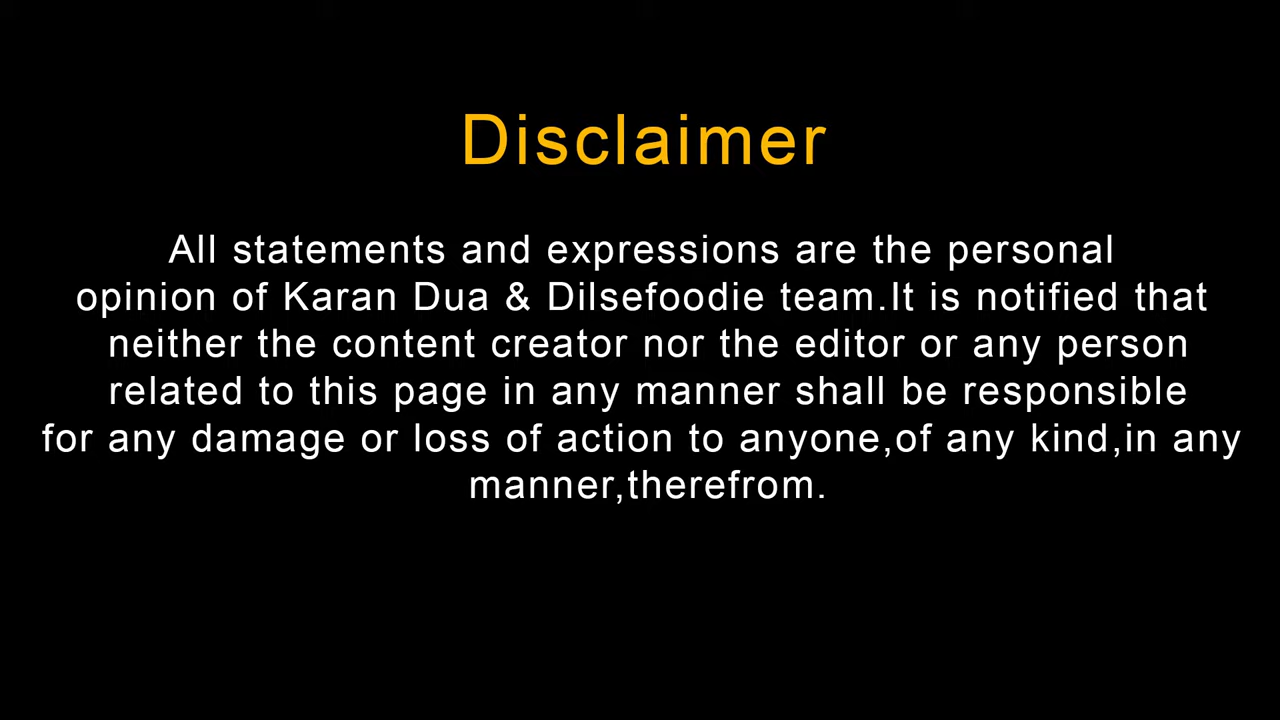 Disclaimer
All statements and expressions are the personal
opinion of Karan Dua & Dilsefoodie team.It is notified that
neither the content creator nor the editor or any person
related to this page in any manner shall be responsible
for any damage or loss of action to anyone,of any kind,in any
manner,therefrom.